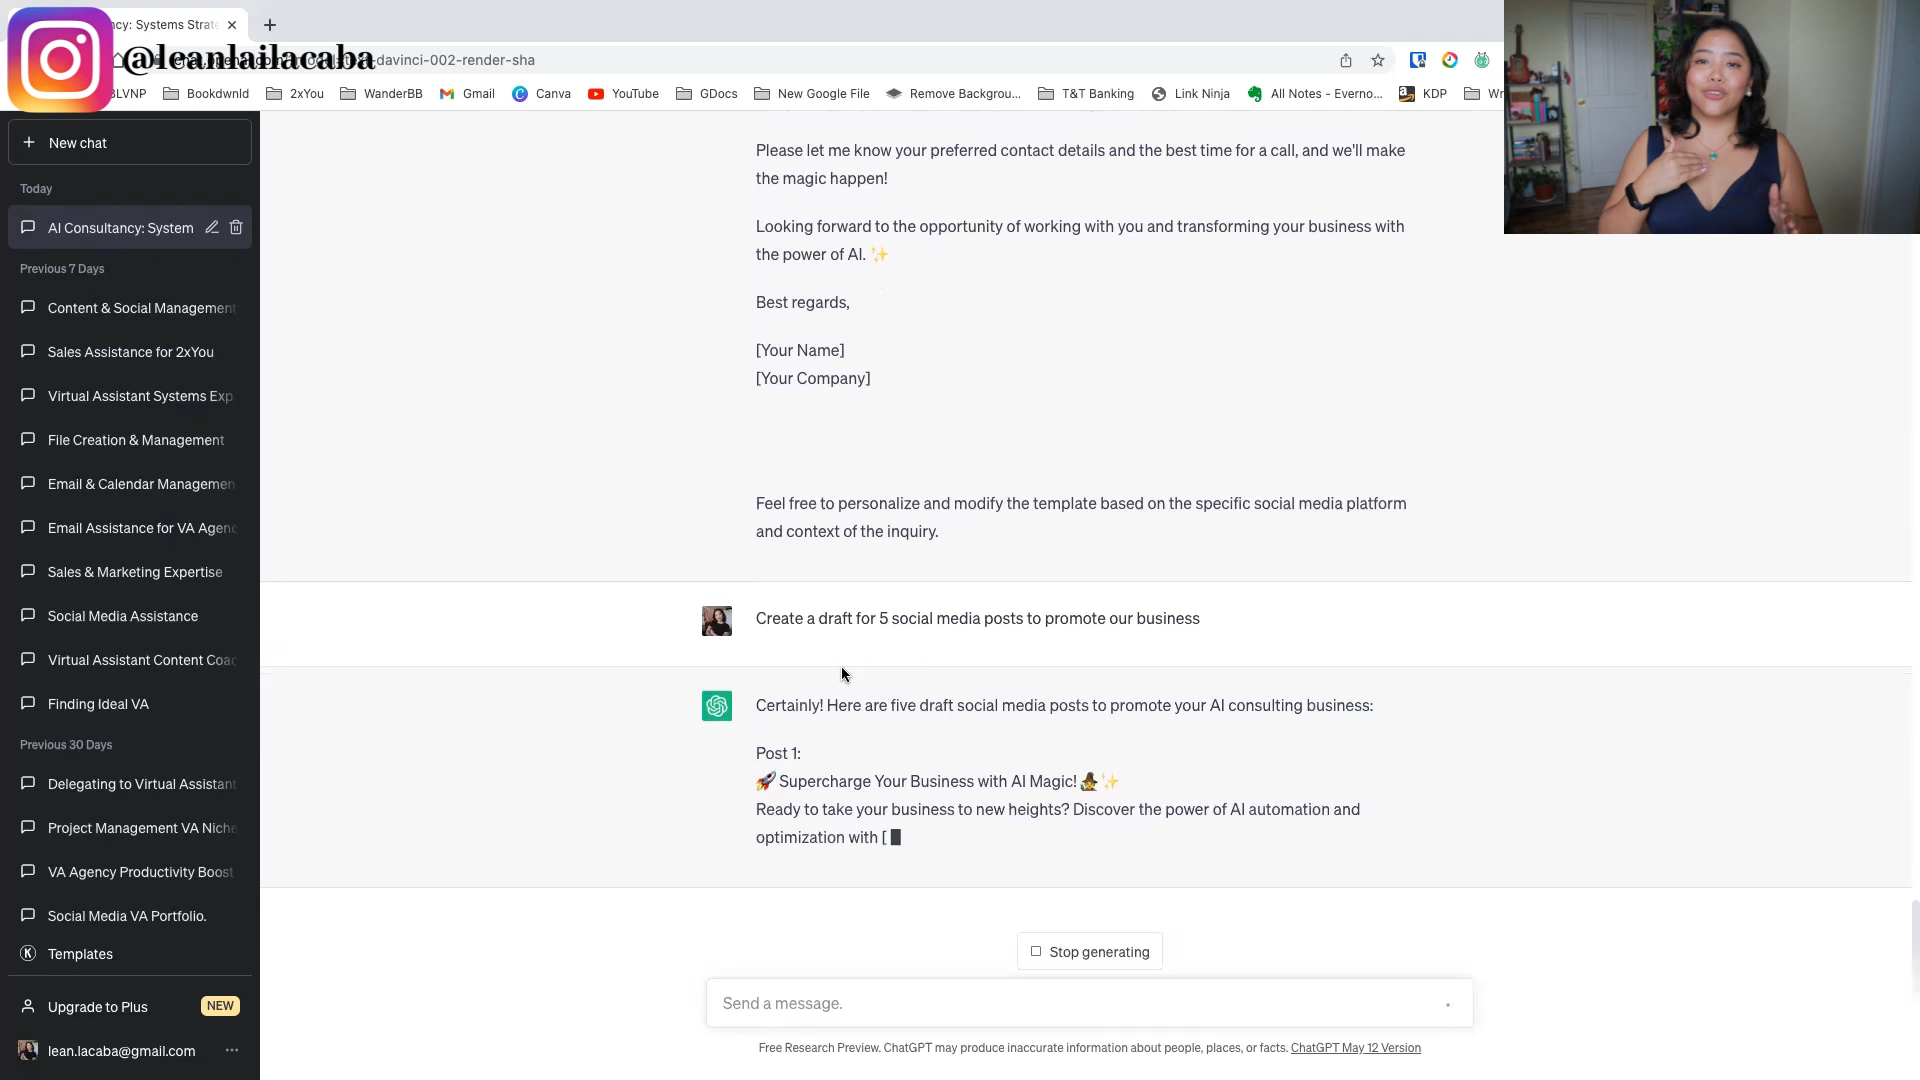 ncy: Systems Strate
@leanlailacaba
davinci-002-render-sha
BLVNP
Bookdwnld
2xYou
WanderBB
Gmail
Canva
YouTube
GDocs
New Google File
Remove Backgrou...
T&T Banking
Link Ninja
All Notes - Everno...
KDP
Wr
New chat
Today
AI Consultancy: System
Previous 7 Days
Content & Social Management
Sales Assistance for 2xYou
Virtual Assistant Systems Exp
File Creation & Management
Email & Calendar Managemen
Email Assistance for VA Agenc
Sales & Marketing Expertise
Social Media Assistance
Virtual Assistant Content Coac
Finding Ideal VA
Previous 30 Days
Delegating to Virtual Assistant
Project Management VA Niche
VA Agency Productivity Boost
Social Media VA Portfolio.
Templates
Upgrade to Plus NEW
lean.lacaba@gmail.com
Please let me know your preferred contact details and the best time for a call, and we'll make
the magic happen!
Looking forward to the opportunity of working with you and transforming your business with
the power of AI. ✨
Best regards,
[Your Name]
[Your Company]
Feel free to personalize and modify the template based on the specific social media platform
and context of the inquiry.
Create a draft for 5 social media posts to promote our business
Certainly! Here are five draft social media posts to promote your AI consulting business:
Post 1:
🚀 Supercharge Your Business with AI Magic! 🧙✨
Ready to take your business to new heights? Discover the power of AI automation and
optimization with [
Stop generating
Send a message.
Free Research Preview. ChatGPT may produce inaccurate information about people, places, or facts. ChatGPT May 12 Version